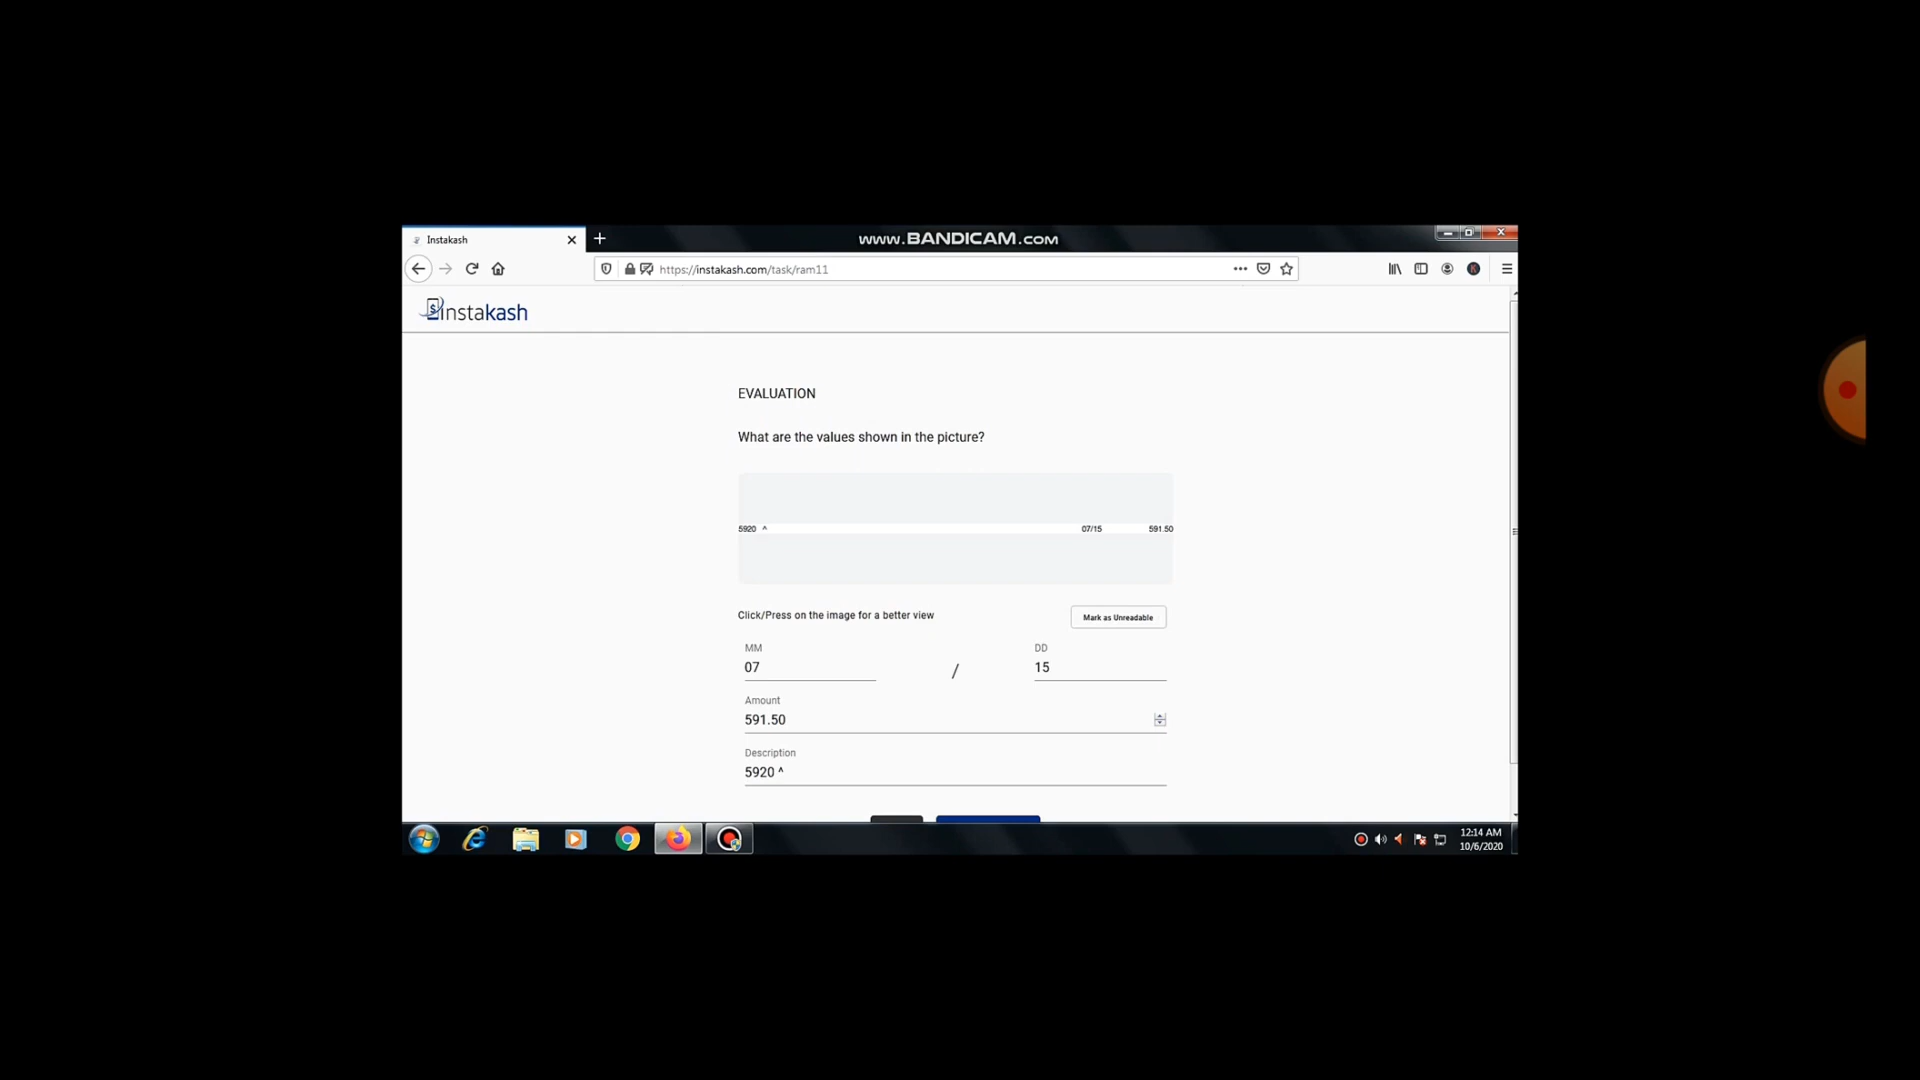 Instakash
www.BANDICAM.com
https://instakash.com/task/ram11
instakash
EVALUATION
What are the values shown in the picture?
5920 ^ 07/15 591.50
Click/Press on the image for a better view
Mark as Unreadable
MM
DD
07 / 15
Amount
591.50
Description
5920 ^
12:14 AM
10/6/2020